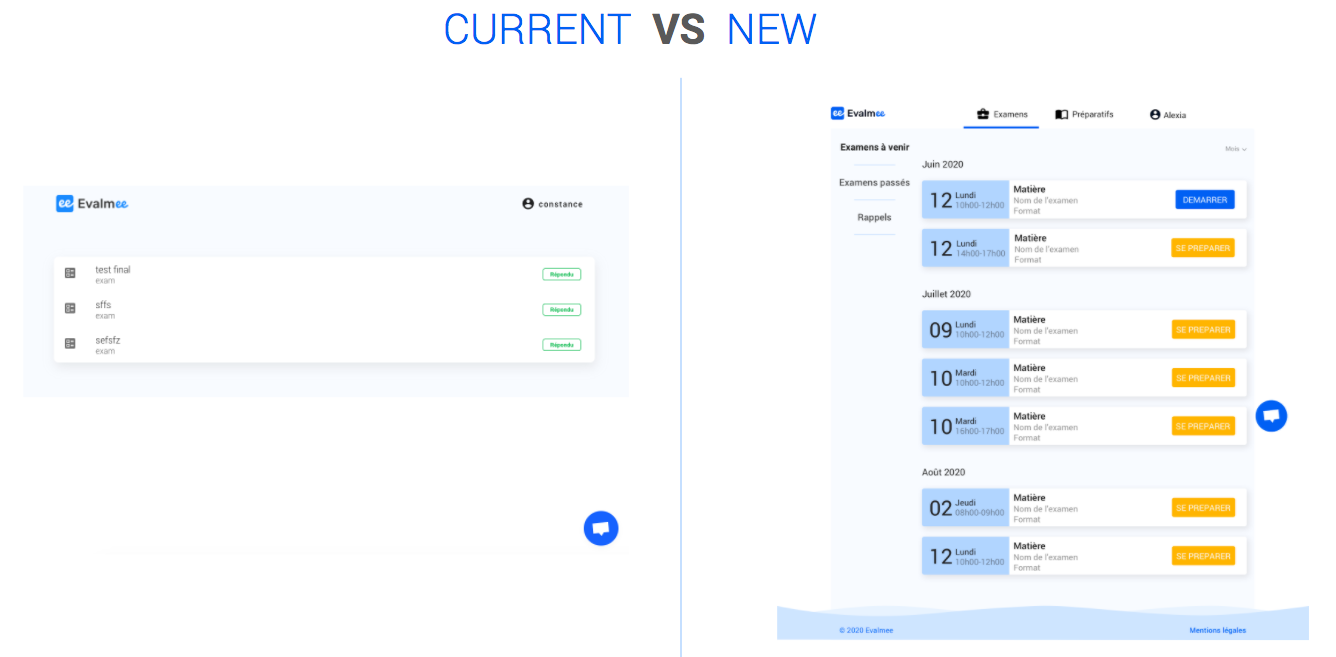 CURRENT VS NEW
ee Evalmee
constance
test final
exam
Répondu
sffs
exam
Répondu
sefsfz
exam
Répondu
ee Evalmee
Examens
Préparatifs
Alexia
Examens à venir
Examens passés
Rappels
Mois
Juin 2020
12 Lundi
10h00-12h00
Matière
Nom de l'examen
Format
DEMARRER
12 Lundi
14h00-17h00
Matière
Nom de l'examen
Format
SE PREPARER
Juillet 2020
09 Lundi
10h00-12h00
Matière
Nom de l'examen
Format
SE PREPARER
10 Mardi
10h00-12h00
Matière
Nom de l'examen
Format
SE PREPARER
10 Mardi
16h00-17h00
Matière
Nom de l'examen
Format
SE PREPARER
Août 2020
02 Jeudi
08h00-09h00
Matière
Nom de l'examen
Format
SE PREPARER
12 Lundi
10h00-12h00
Matière
Nom de l'examen
Format
SE PREPARER
© 2020 Evalmee
Mentions légales